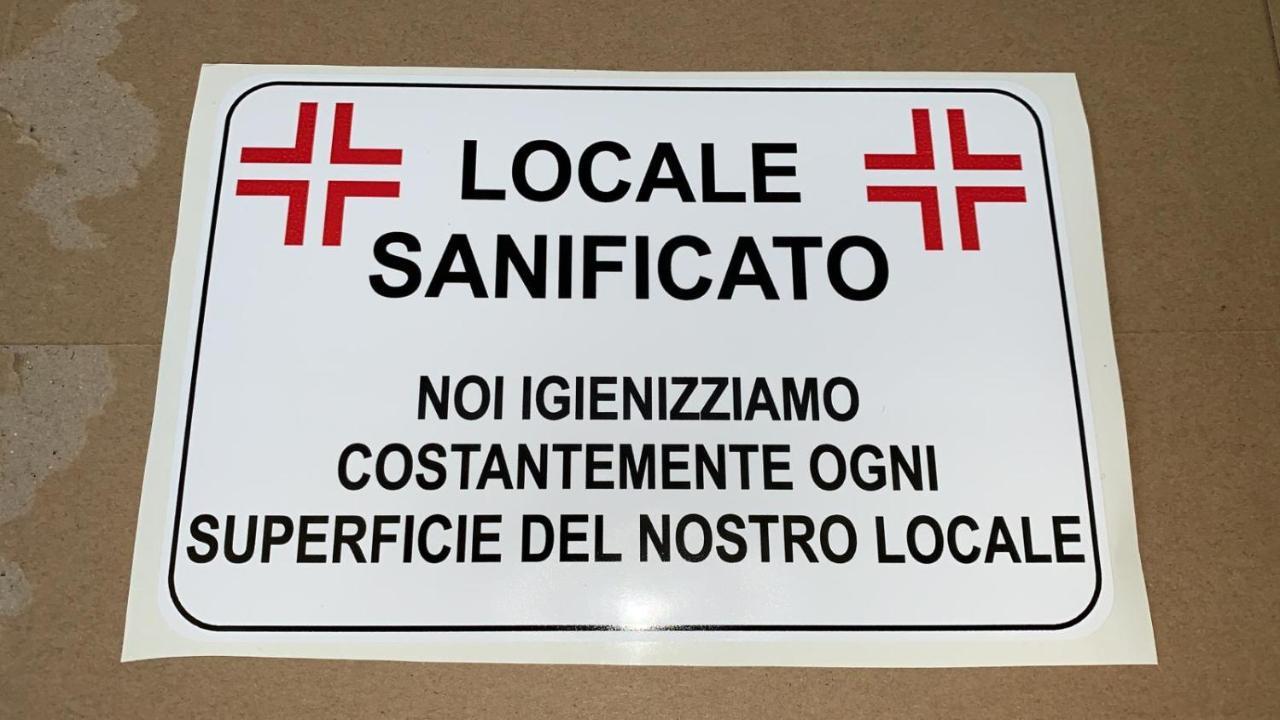 LOCALE
SANIFICATO
NOI IGIENIZZIAMO
COSTANTEMENTE OGNI
SUPERFICIE DEL NOSTRO LOCALE